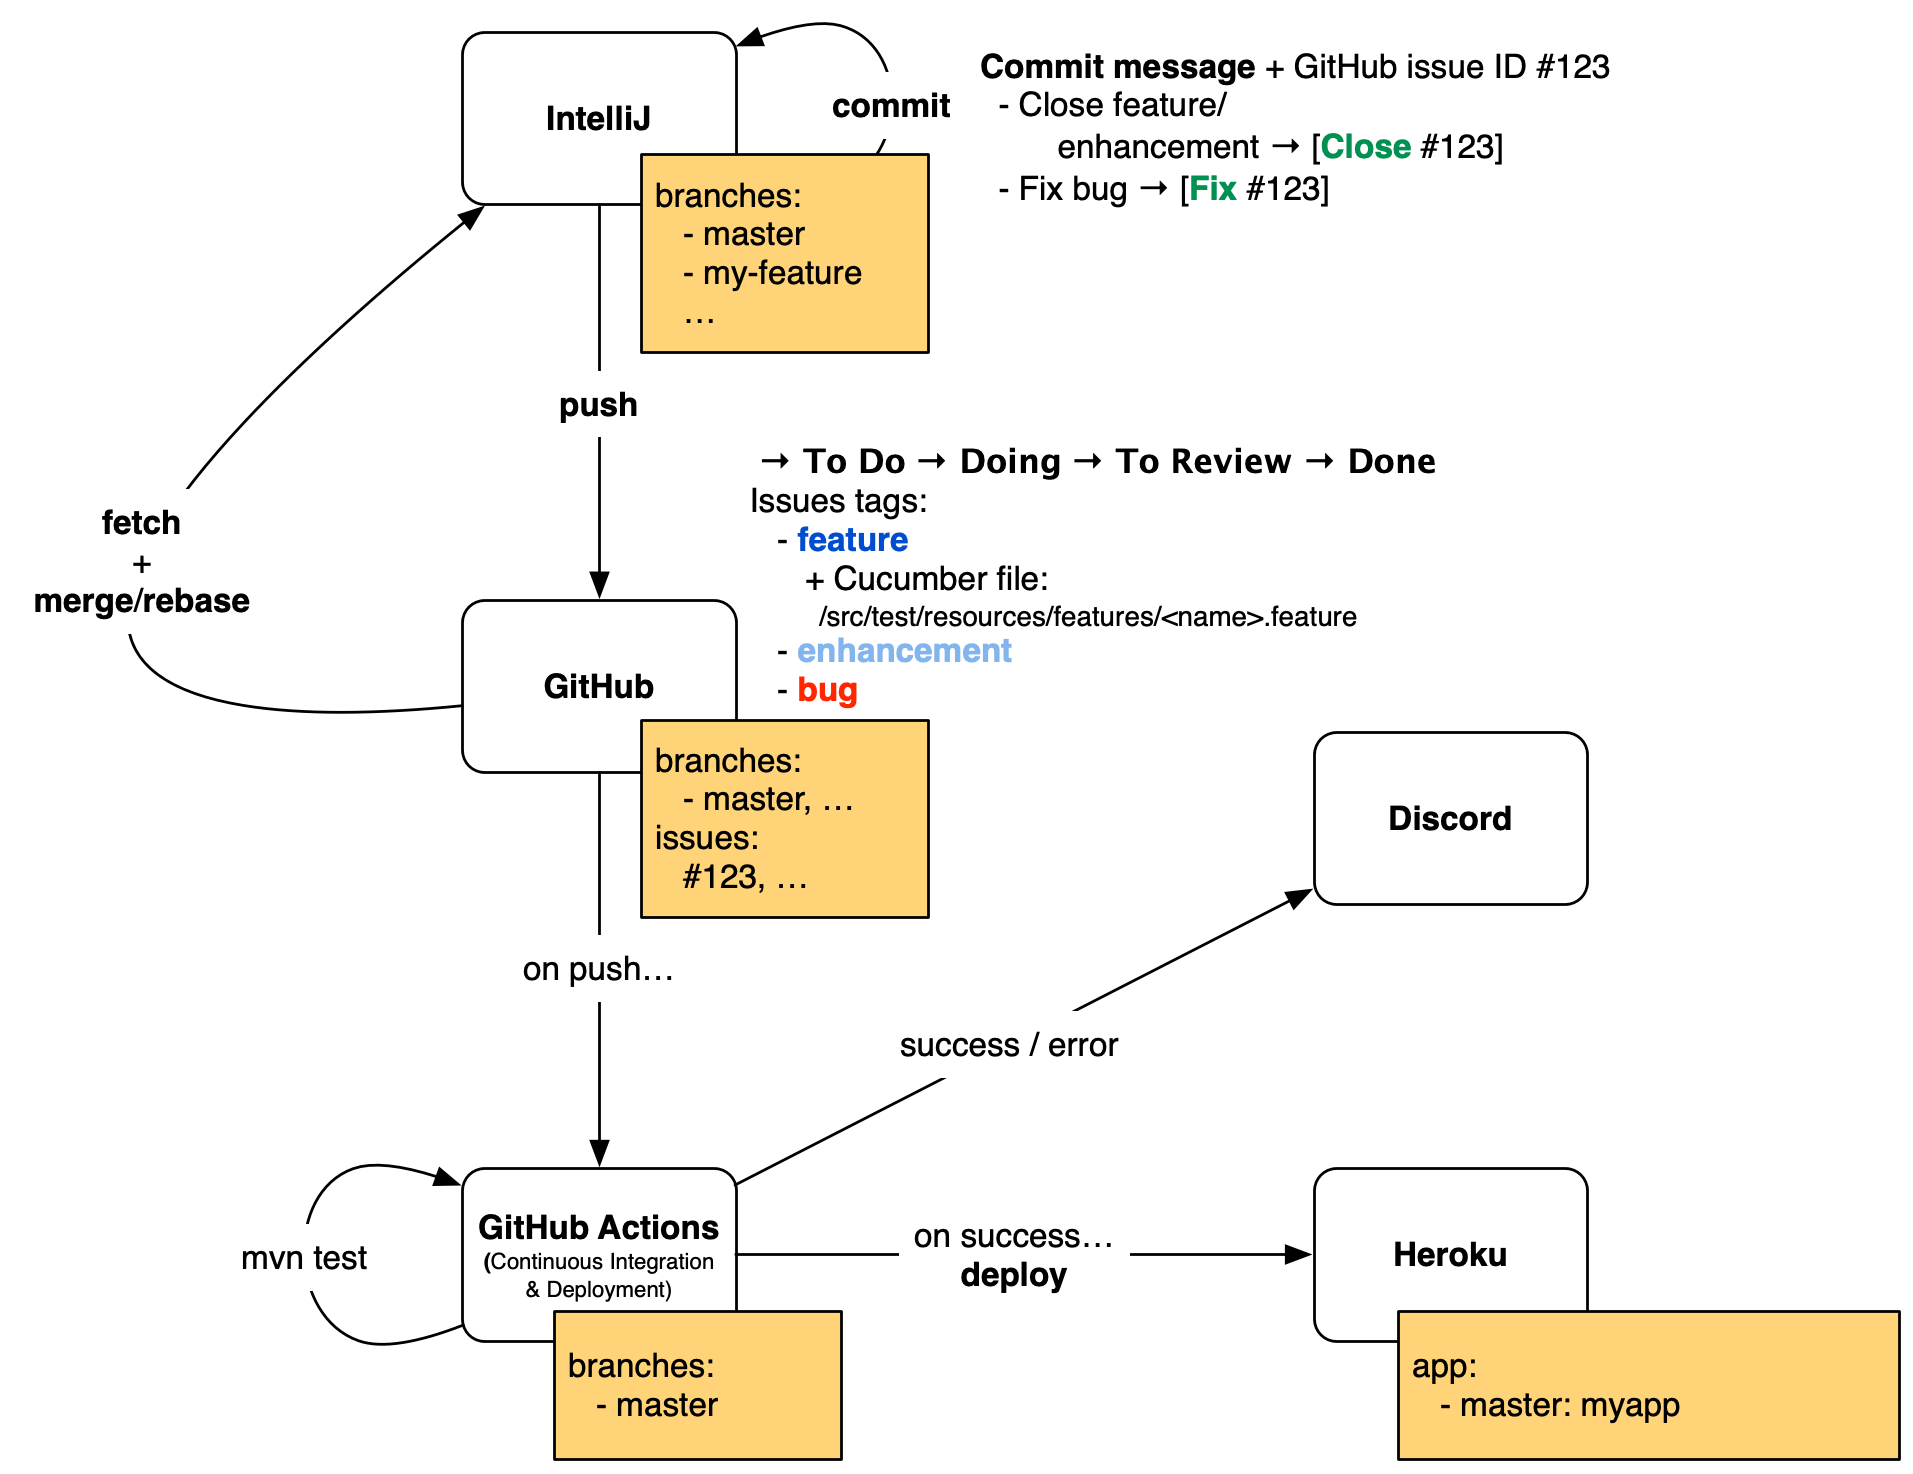 IntelliJ
commit
Commit message + GitHub issue ID #123
- Close feature/
enhancement → [Close #123]
- Fix bug → [Fix #123]
branches:
- master
- my-feature
…
push
fetch
+
merge/rebase
→ To Do → Doing → To Review → Done
Issues tags:
- feature
+ Cucumber file:
/src/test/resources/features/<name>.feature
- enhancement
- bug
GitHub
branches:
- master, …
issues:
#123, …
Discord
on push…
success / error
mvn test
GitHub Actions
(Continuous Integration
& Deployment)
branches:
- master
on success…
deploy
Heroku
app:
- master: myapp